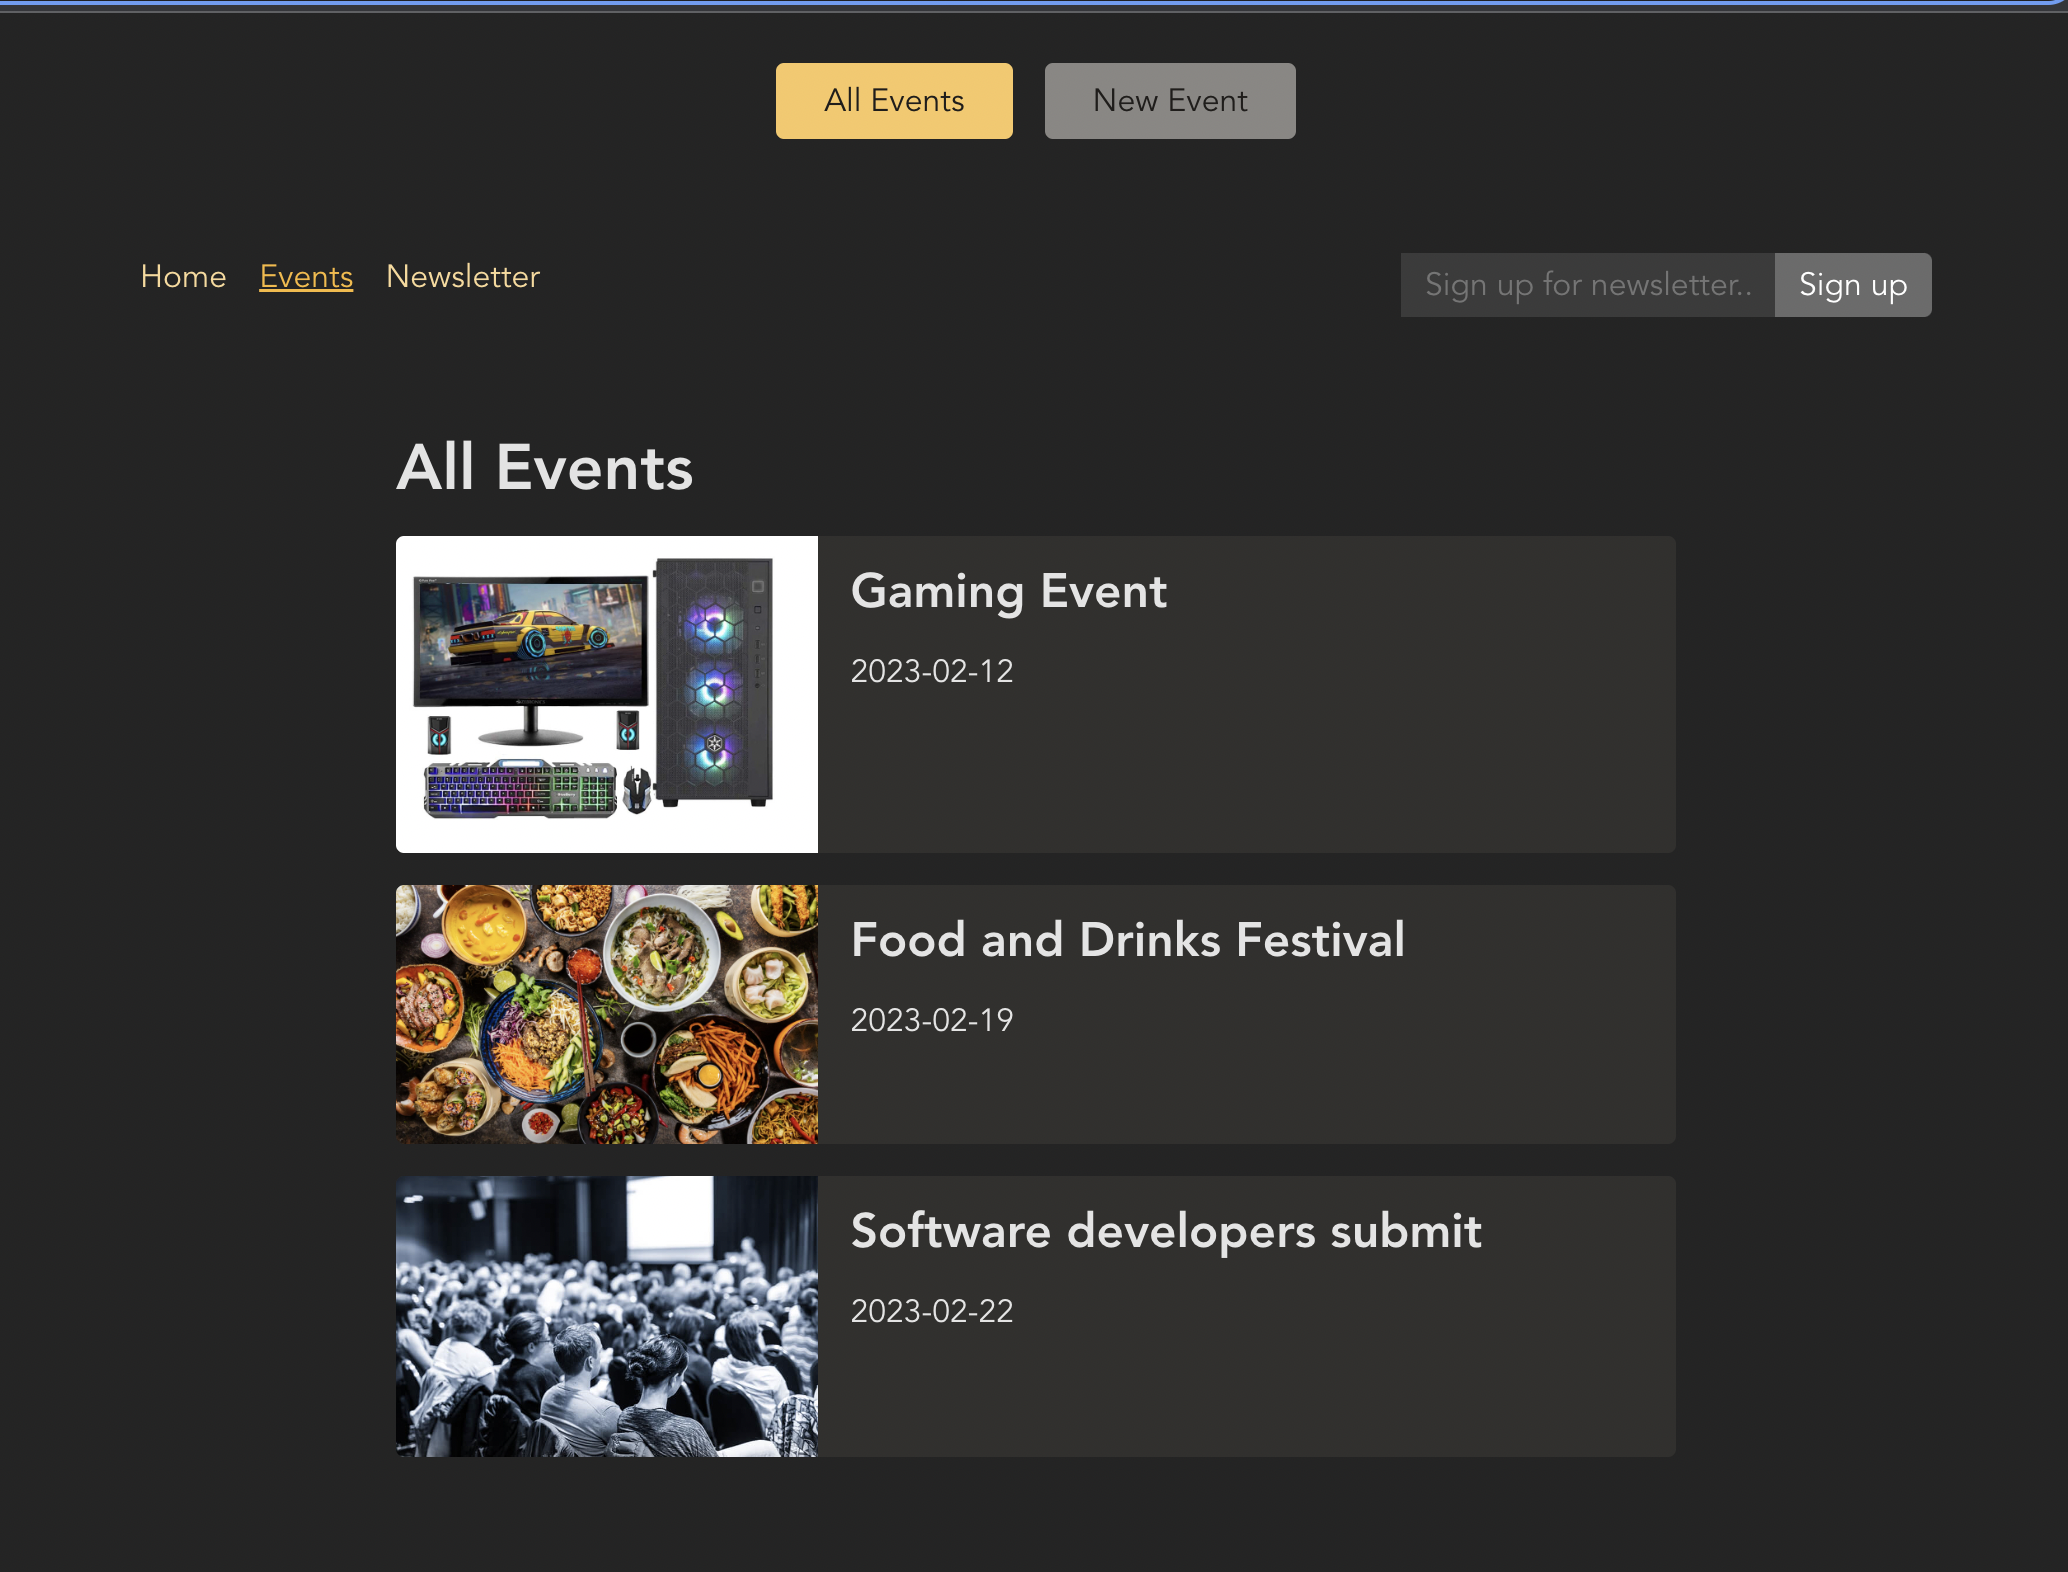 All Events
New Event
Home Events Newsletter
Sign up for newsletter..
Sign up
All Events
Gaming Event
2023-02-12
Food and Drinks Festival
2023-02-19
Software developers submit
2023-02-22